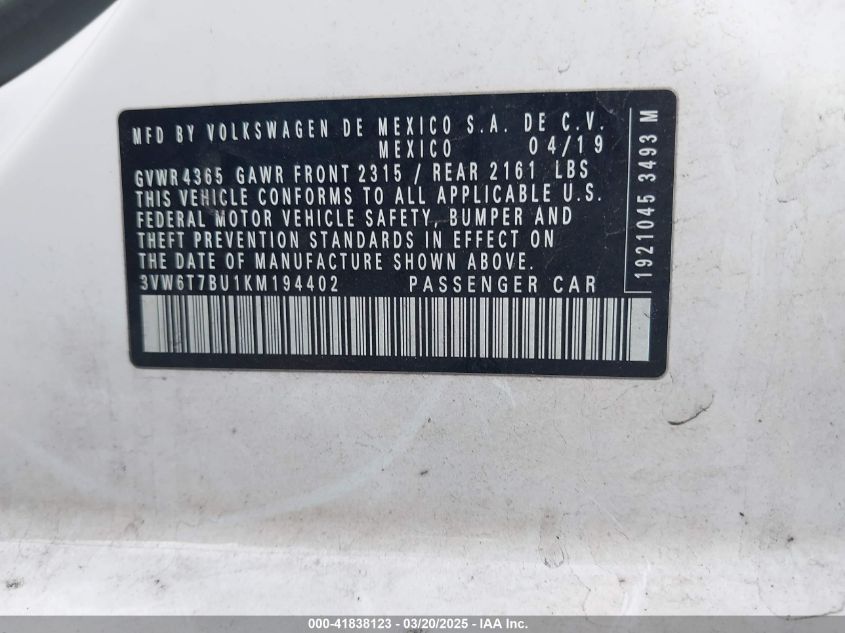 MFD BY VOLKSWAGEN DE MEXICO S.A. DE C.V.
MEXICO 04/19
GVWR 4365 GAWR FRONT 2315 / REAR 2161 LBS
THIS VEHICLE CONFORMS TO ALL APPLICABLE U.S.
FEDERAL MOTOR VEHICLE SAFETY, BUMPER AND
THEFT PREVENTION STANDARDS IN EFFECT ON
THE DATE OF MANUFACTURE SHOWN ABOVE.
3VW6T7BU1KM194402 PASSENGER CAR
1921045 3493 M
000-41838123 - 03/20/2025 - IAA Inc.